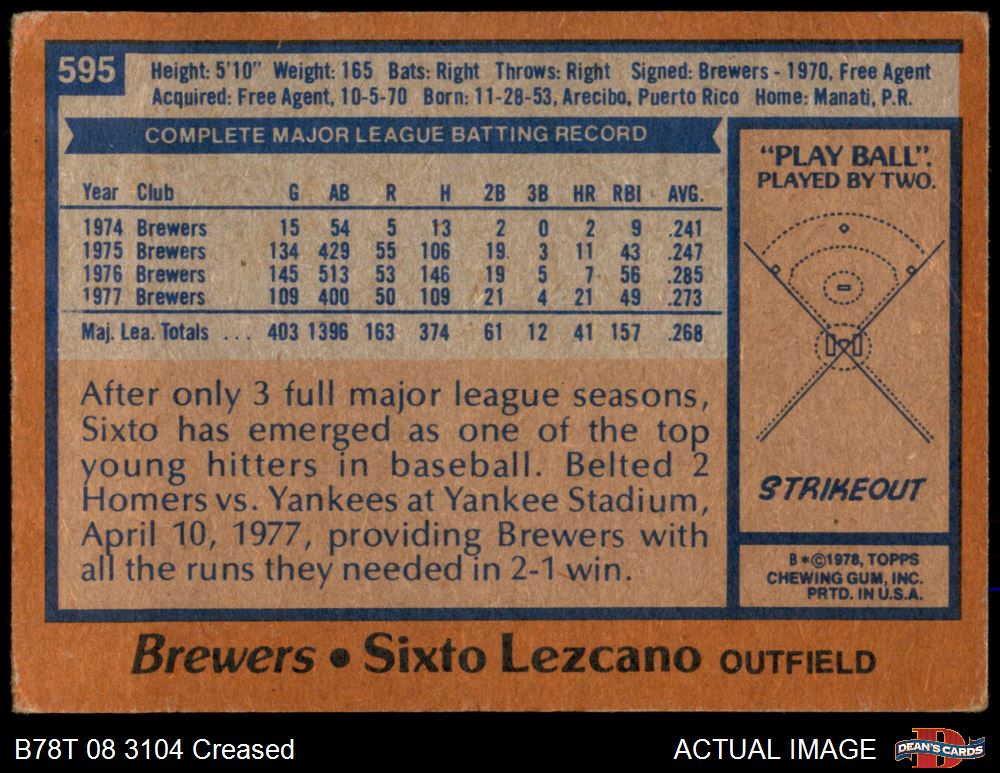 595
Height: 5'10" Weight: 165 Bats: Right Throws: Right Signed: Brewers - 1970, Free Agent
Acquired: Free Agent, 10-5-70 Born: 11-28-53, Arecibo, Puerto Rico Home: Manati, P.R.
COMPLETE MAJOR LEAGUE BATTING RECORD
Year Club G AB R H 2B 3B HR RBI AVG.
1974 Brewers 15 54 5 13 2 0 2 9 .241
1975 Brewers 134 429 55 106 19 3 11 43 .247
1976 Brewers 145 513 53 146 19 5 7 56 .285
1977 Brewers 109 400 50 109 21 4 21 49 .273
Maj. Lea. Totals ... 403 1396 163 374 61 12 41 157 .268
After only 3 full major league seasons,
Sixto has emerged as one of the top
young hitters in baseball. Belted 2
Homers vs. Yankees at Yankee Stadium,
April 10, 1977, providing Brewers with
all the runs they needed in 2-1 win.
"PLAY BALL".
PLAYED BY TWO.
STRIKEOUT
B*©1978, TOPPS
CHEWING GUM, INC.
PRTD. IN U.S.A.
Brewers • Sixto Lezcano OUTFIELD
B78T 08 3104 Creased
ACTUAL IMAGE
DEAN'S CARDS